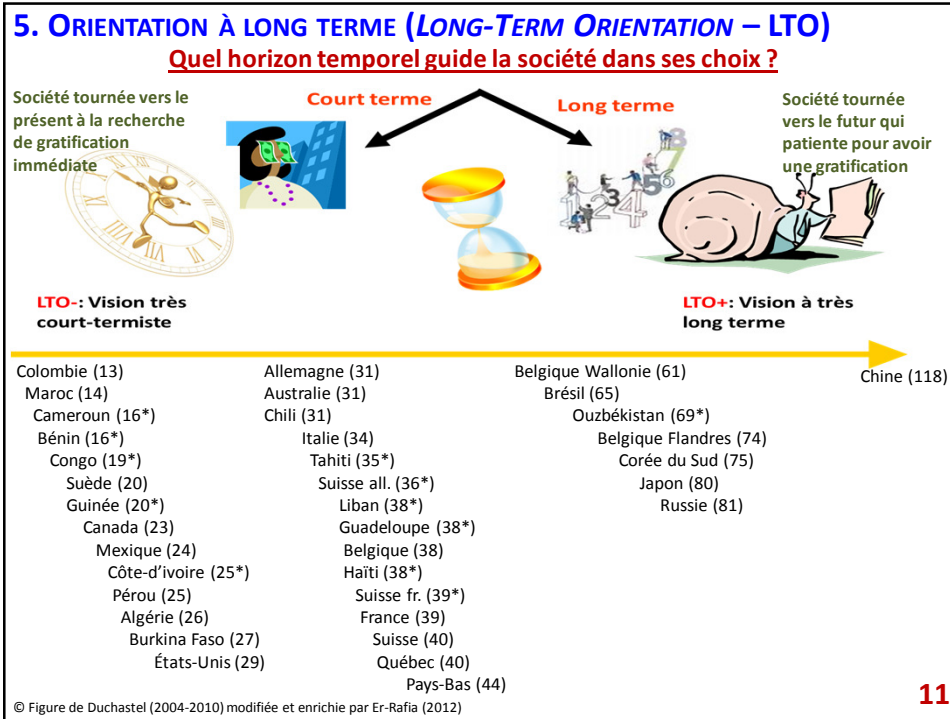 5. ORIENTATION À LONG TERME (LONG-TERM ORIENTATION – LTO)
Quel horizon temporel guide la société dans ses choix ?
Société tournée vers le
présent à la recherche
de gratification
immédiate
Court terme
Long terme
Société tournée
vers le futur qui
patiente pour avoir
une gratification
LTO-: Vision très
court-termiste
LTO+: Vision à très
long terme
Colombie (13)
Maroc (14)
Cameroun (16*)
Bénin (16*)
Congo (19*)
Suède (20)
Guinée (20*)
Canada (23)
Mexique (24)
Côte-d’ivoire (25*)
Pérou (25)
Algérie (26)
Burkina Faso (27)
États-Unis (29)
Allemagne (31)
Australie (31)
Chili (31)
Italie (34)
Tahiti (35*)
Suisse all. (36*)
Liban (38*)
Guadeloupe (38*)
Belgique (38)
Haïti (38*)
Suisse fr. (39*)
France (39)
Suisse (40)
Québec (40)
Pays-Bas (44)
Belgique Wallonie (61)
Brésil (65)
Ouzbékistan (69*)
Belgique Flandres (74)
Corée du Sud (75)
Japon (80)
Russie (81)
Chine (118)
© Figure de Duchastel (2004-2010) modifiée et enrichie par Er-Rafia (2012)
11